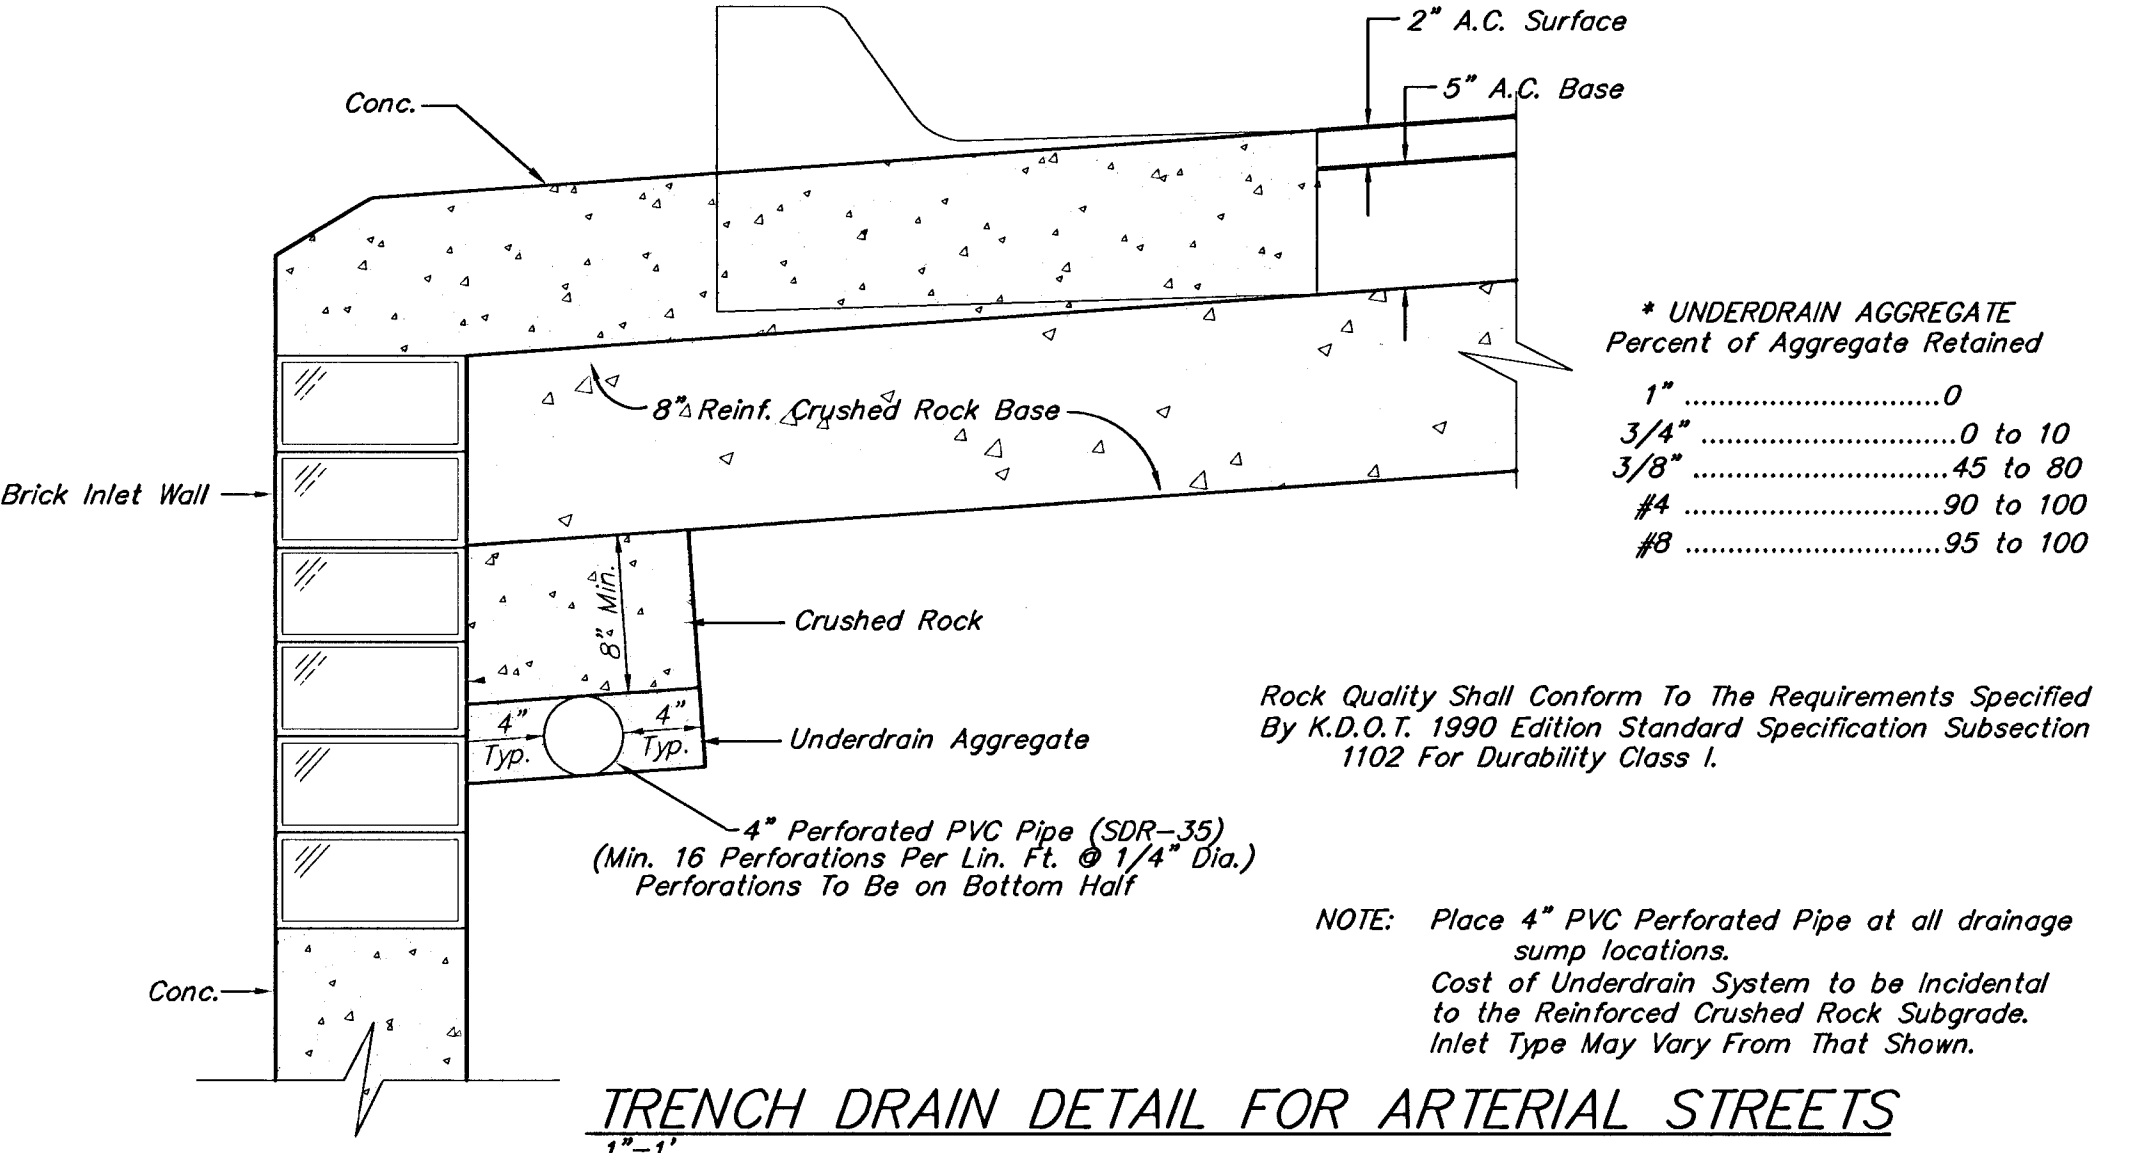 2" A.C. Surface
5" A.C. Base
Conc.
* UNDERDRAIN AGGREGATE
Percent of Aggregate Retained
1" ..............................0
3/4" ..............................0 to 10
3/8" ..............................45 to 80
#4 ..............................90 to 100
#8 ..............................95 to 100
8" Reinf. Crushed Rock Base
Brick Inlet Wall
8" Min.
Crushed Rock
4" Typ.
4" Typ.
Underdrain Aggregate
Rock Quality Shall Conform To The Requirements Specified
By K.D.O.T. 1990 Edition Standard Specification Subsection
1102 For Durability Class I.
4" Perforated PVC Pipe (SDR-35)
(Min. 16 Perforations Per Lin. Ft. @ 1/4" Dia.)
Perforations To Be on Bottom Half
NOTE: Place 4" PVC Perforated Pipe at all drainage
sump locations.
Cost of Underdrain System to be Incidental
to the Reinforced Crushed Rock Subgrade.
Inlet Type May Vary From That Shown.
Conc.
TRENCH DRAIN DETAIL FOR ARTERIAL STREETS
1"=1'